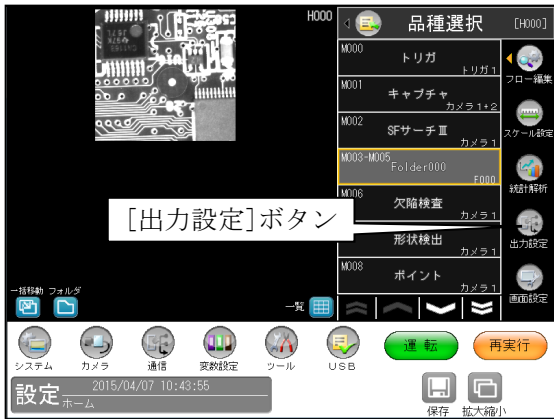 H000
品種選択
[H000]
M000
トリガ
トリガ1
フロー編集
M001
キャプチャ
カメラ1+2
M002
SFサーチⅢ
カメラ1
スケール設定
M003-M005
Folder000
F000
統計解析
M006
欠陥検査
カメラ1
[出力設定]ボタン
形状検出
カメラ1
出力設定
M008
ポイント
カメラ1
画面設定
一括移動 フォルダ
一覧
システム
カメラ
通信
変数設定
ツール
USB
運転
再実行
設定
2015/04/07 10:43:55
ホーム
保存
拡大縮小